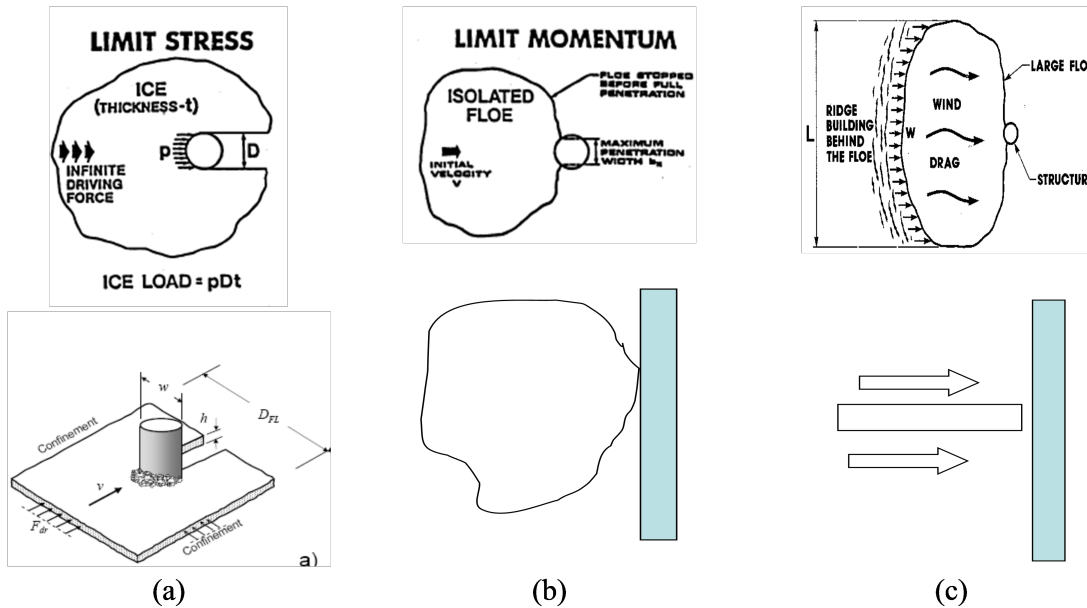 LIMIT STRESS
ICE
(THICKNESS-t)
p
D
INFINITE
DRIVING
FORCE
ICE LOAD = pDt
w
h
D_FL
Confinement
v
F_dr
Confinement
a)
(a)
LIMIT MOMENTUM
FLOE STOPPED
BEFORE FULL
PENETRATION
ISOLATED
FLOE
INITIAL
VELOCITY
V
MAXIMUM
PENETRATION
WIDTH
(b)
L
RIDGE
BUILDING
BEHIND
THE FLOE
W
WIND
DRAG
LARGE FLO
STRUCTUR
(c)